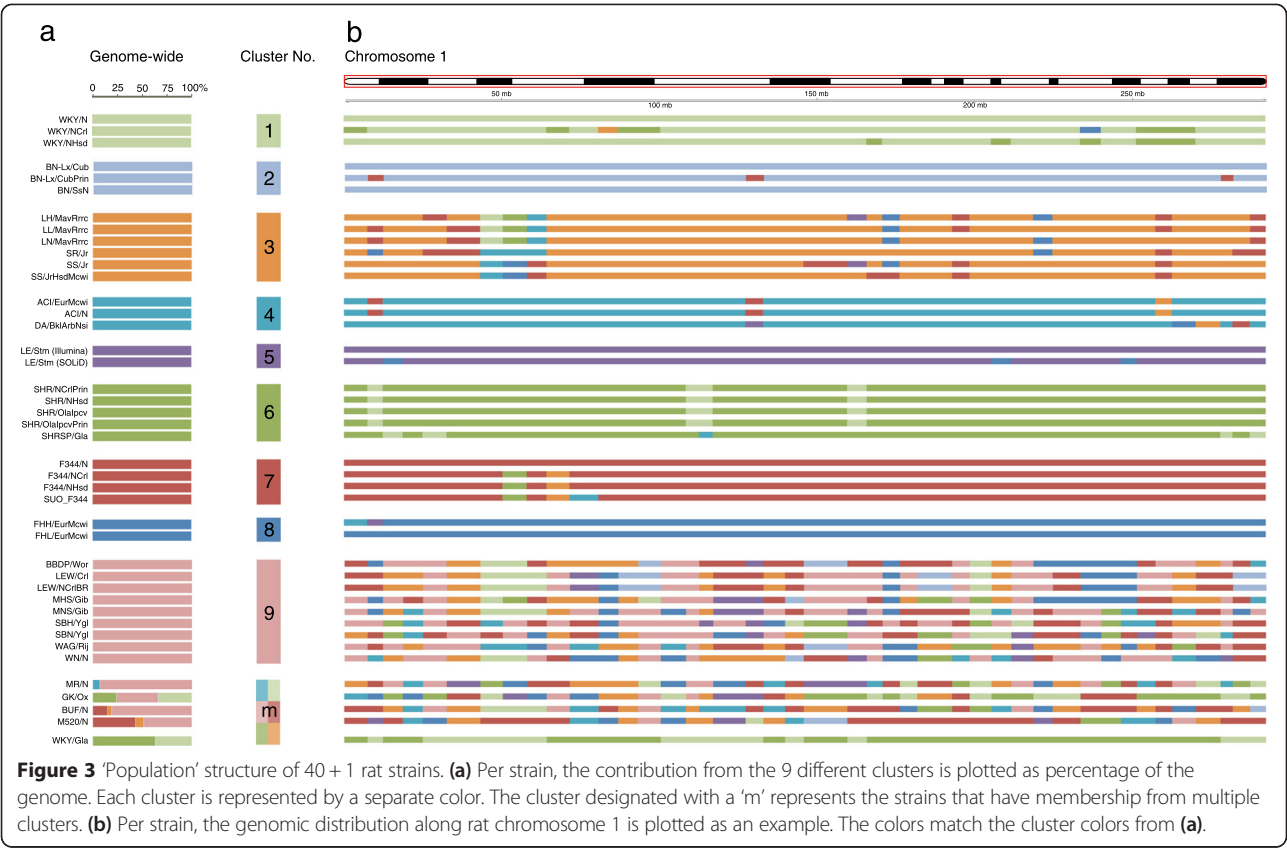 a
b
Genome-wide
Cluster No.
Chromosome 1
0 25 50 75 100%
50 mb 100 mb 150 mb 200 mb 250 mb
WKY/N
WKY/NCrl
WKY/NHsd
1
BN-Lx/Cub
BN-Lx/CubPrin
BN/SsN
2
LH/MavRrrc
LL/MavRrrc
LN/MavRrrc
SR/Jr
SS/Jr
SS/JrHsdMcwi
3
ACI/EurMcwi
ACI/N
DA/BklArbNsi
4
LE/Stm (Illumina)
LE/Stm (SOLiD)
5
SHR/NCrlPrin
SHR/NHsd
SHR/OlaIpcv
SHR/OlaIpcvPrin
SHRSP/Gla
6
F344/N
F344/NCrl
F344/NHsd
SUO_F344
7
FHH/EurMcwi
FHL/EurMcwi
8
BBDP/Wor
LEW/Crl
LEW/NCrlBR
MHS/Gib
MNS/Gib
SBH/Ygl
SBN/Ygl
WAG/Rij
WN/N
9
MR/N
GK/Ox
BUF/N
M520/N
WKY/Gla
m
Figure 3 'Population' structure of 40 + 1 rat strains. (a) Per strain, the contribution from the 9 different clusters is plotted as percentage of the
genome. Each cluster is represented by a separate color. The cluster designated with a 'm' represents the strains that have membership from multiple
clusters. (b) Per strain, the genomic distribution along rat chromosome 1 is plotted as an example. The colors match the cluster colors from (a).